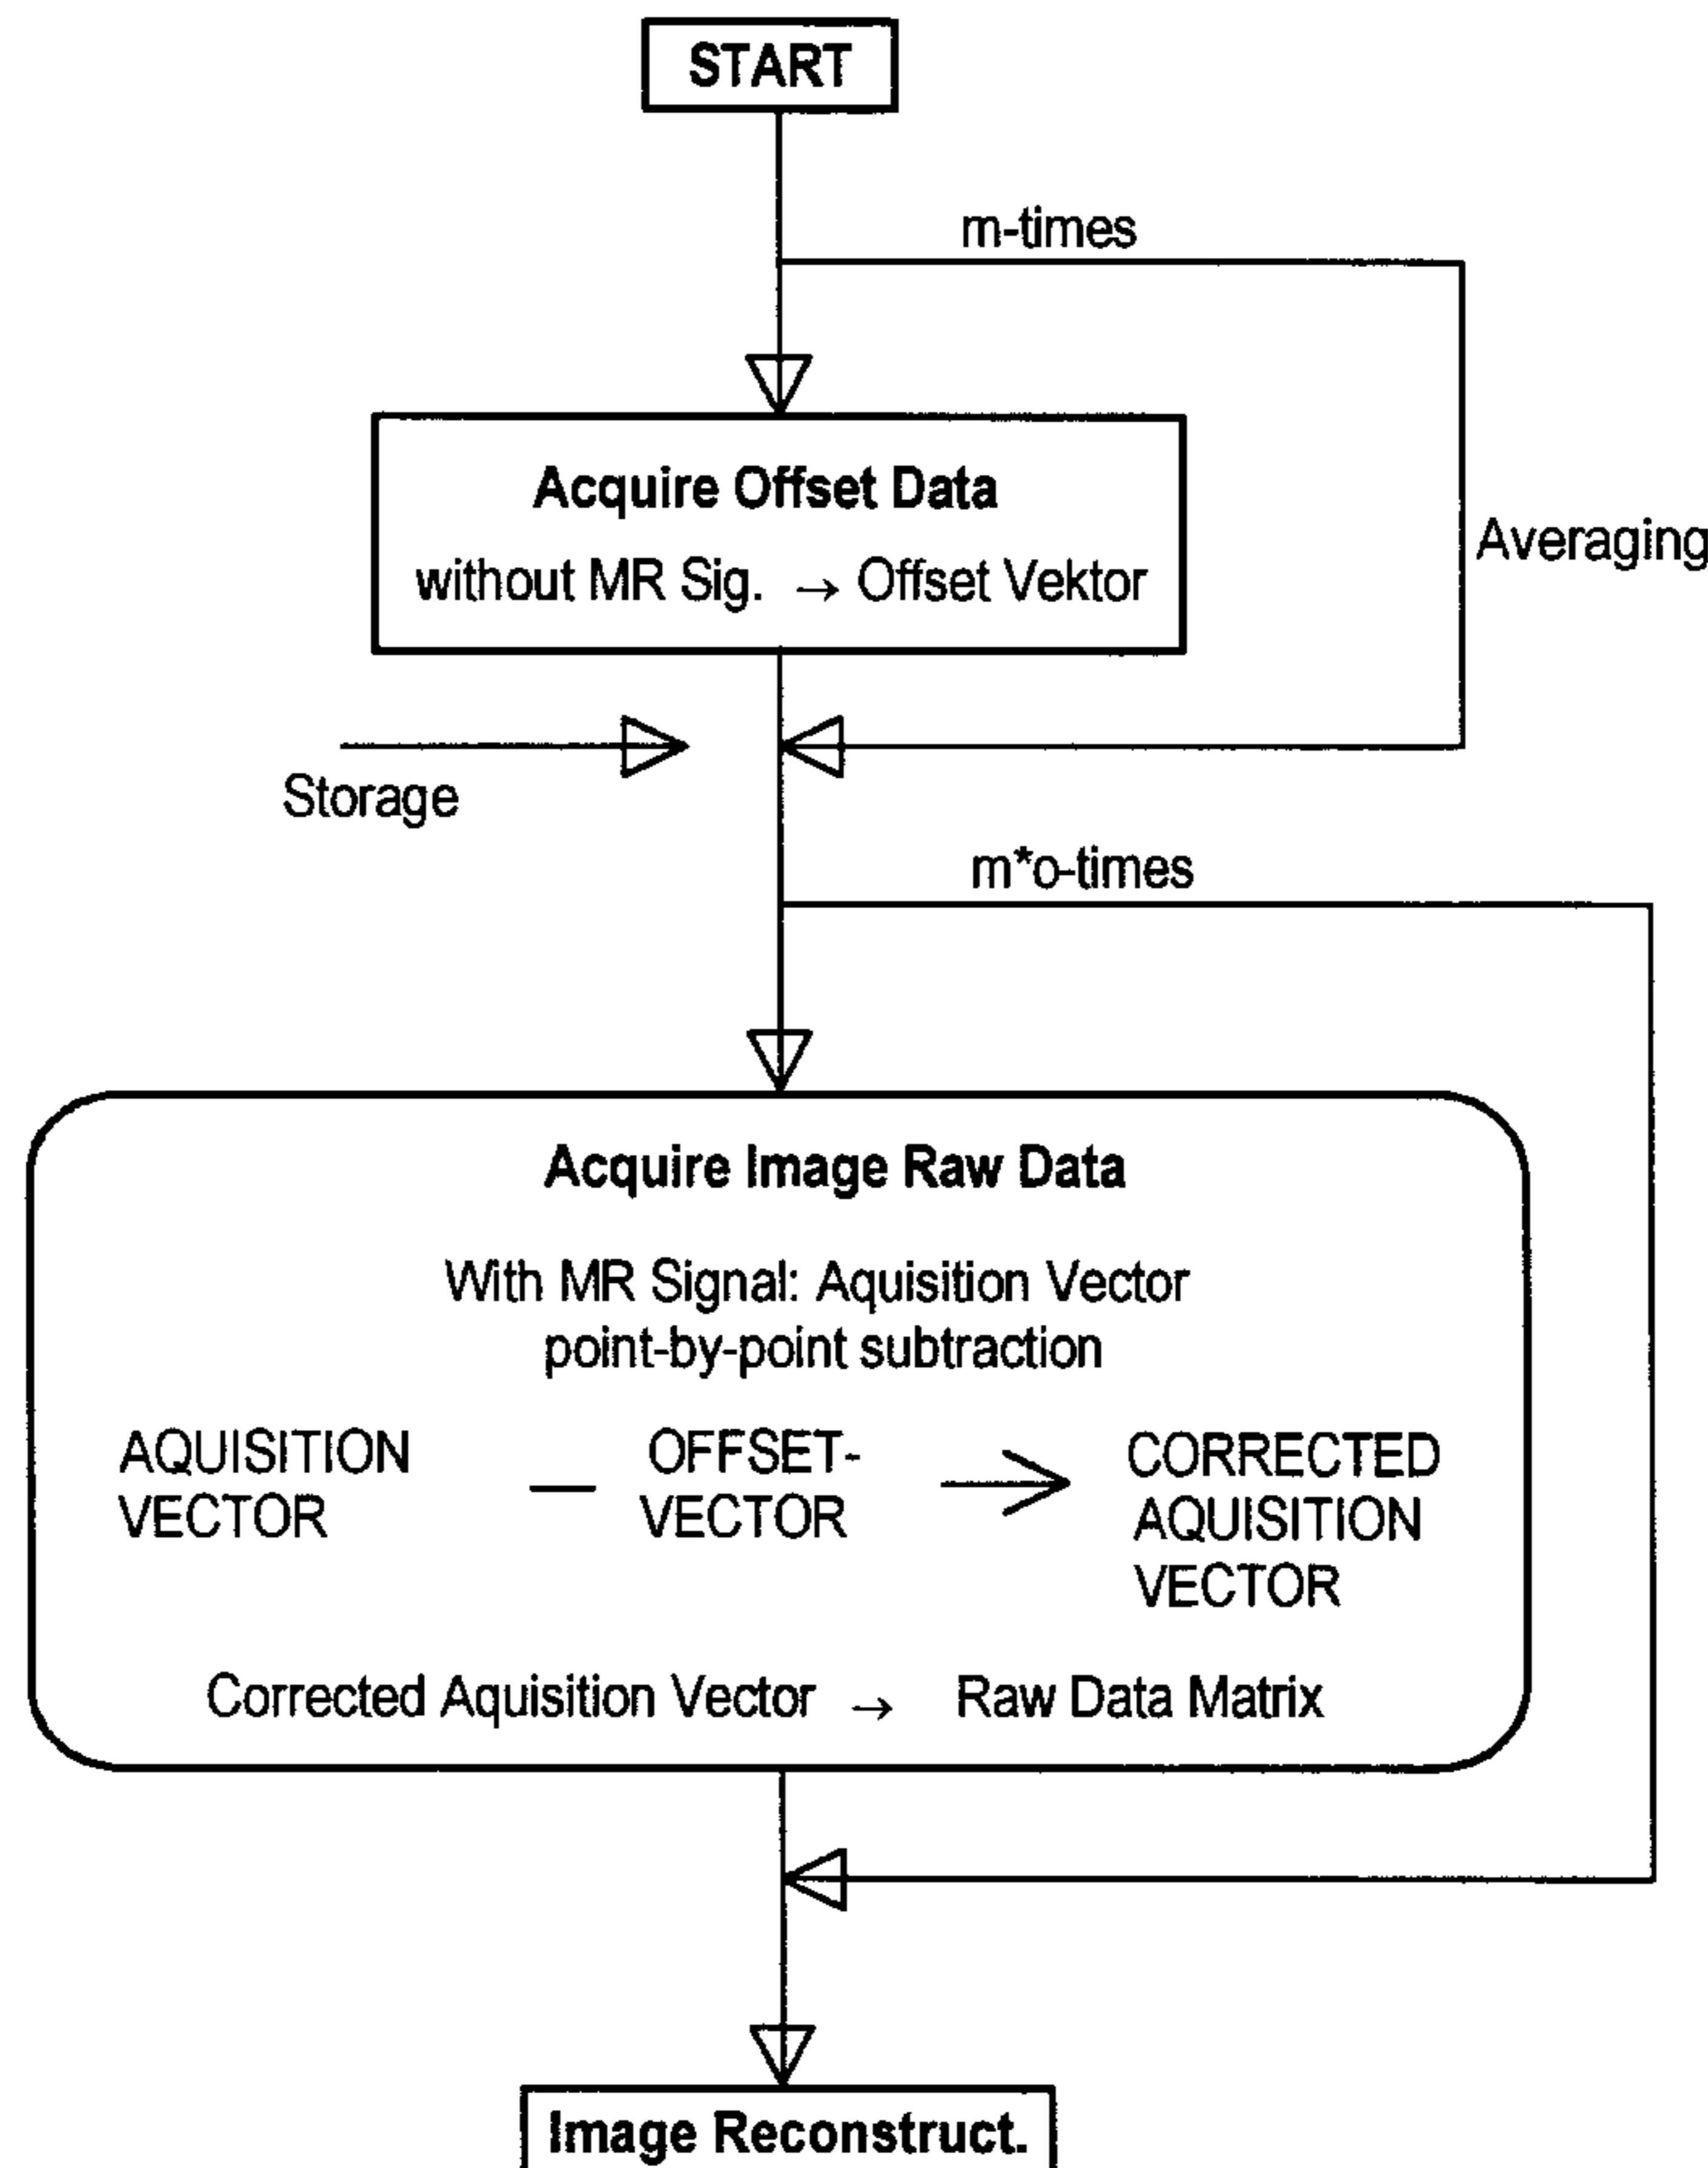 START
m-times
Acquire Offset Data
without MR Sig. → Offset Vektor
Averaging
Storage
m*o-times
Acquire Image Raw Data
With MR Signal: Aquisition Vector
point-by-point subtraction
AQUISITION VECTOR — OFFSET-VECTOR → CORRECTED AQUISITION VECTOR
Corrected Aquisition Vector → Raw Data Matrix
Image Reconstruct.